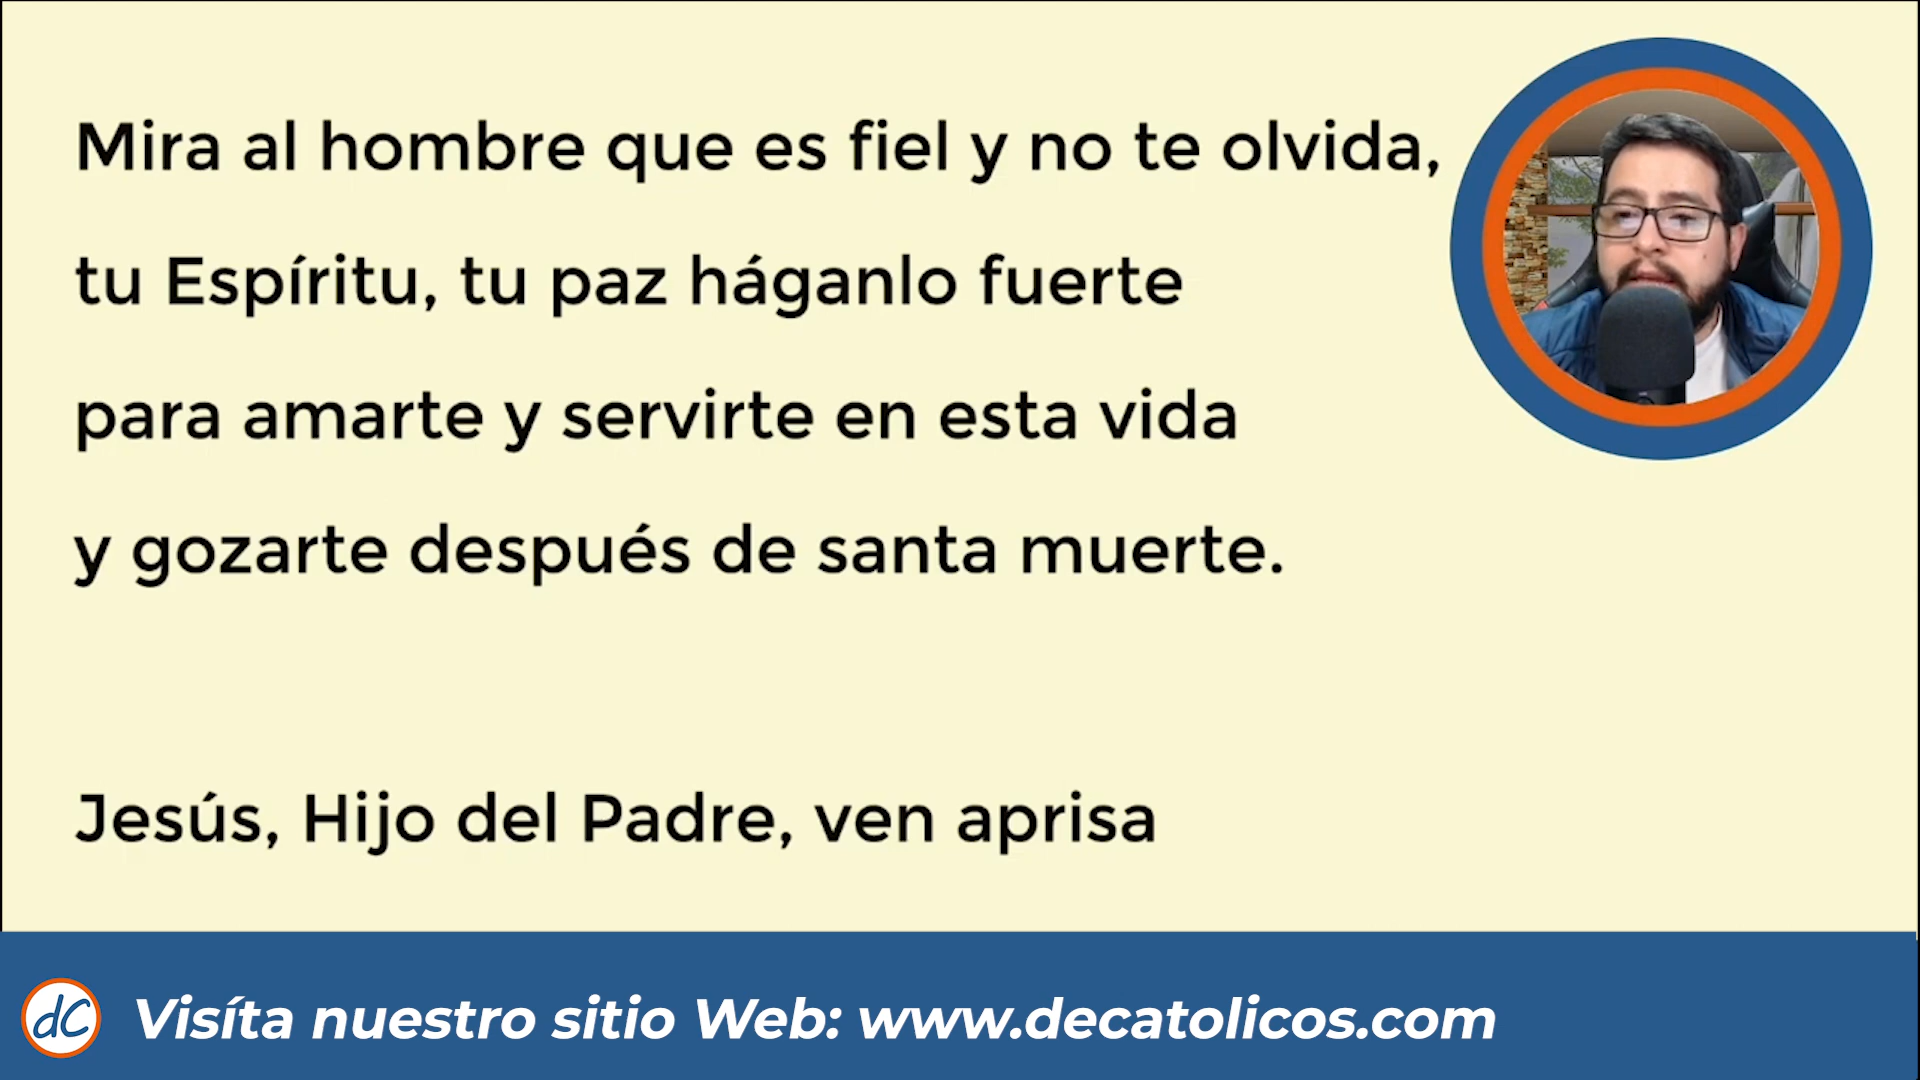 Mira al hombre que es fiel y no te olvida,
tu Espíritu, tu paz háganlo fuerte
para amarte y servirte en esta vida
y gozarte después de santa muerte.
Jesús, Hijo del Padre, ven aprisa
dC Visíta nuestro sitio Web: www.decatolicos.com